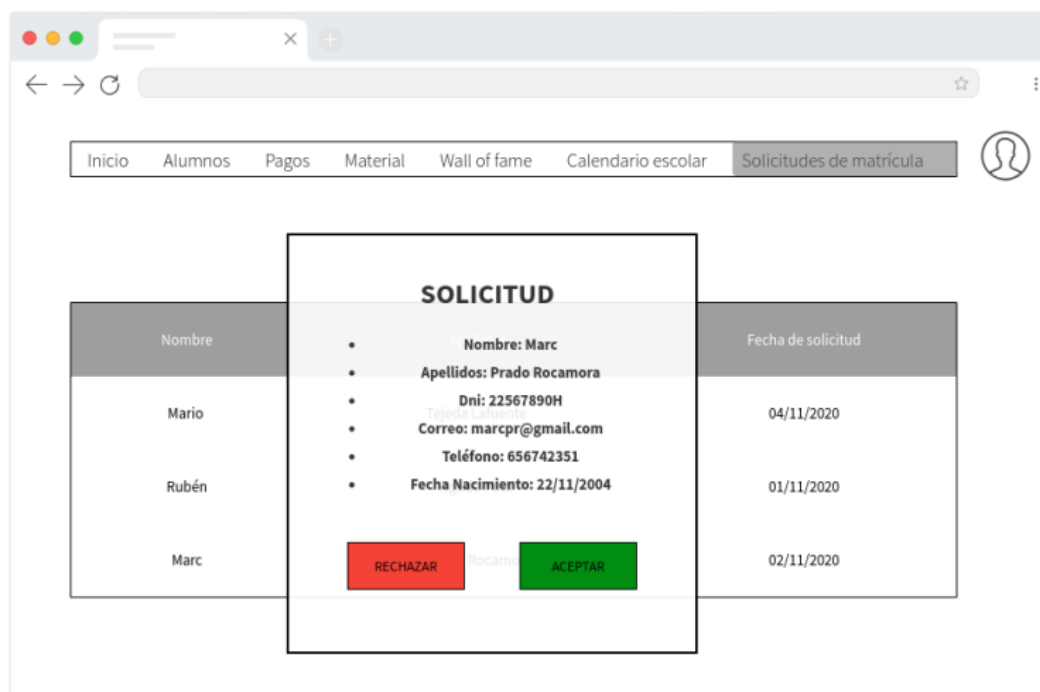 Inicio Alumnos Pagos Material Wall of fame Calendario escolar Solicitudes de matrícula
SOLICITUD
Nombre Fecha de solicitud
• Nombre: Marc
• Apellidos: Prado Rocamora
• Dni: 22567890H
Mario Tejeda Lafuente 04/11/2020
• Correo: marcpr@gmail.com
• Teléfono: 656742351
• Fecha Nacimiento: 22/11/2004
Rubén 01/11/2020
Marc Rocamo 02/11/2020
RECHAZAR ACEPTAR